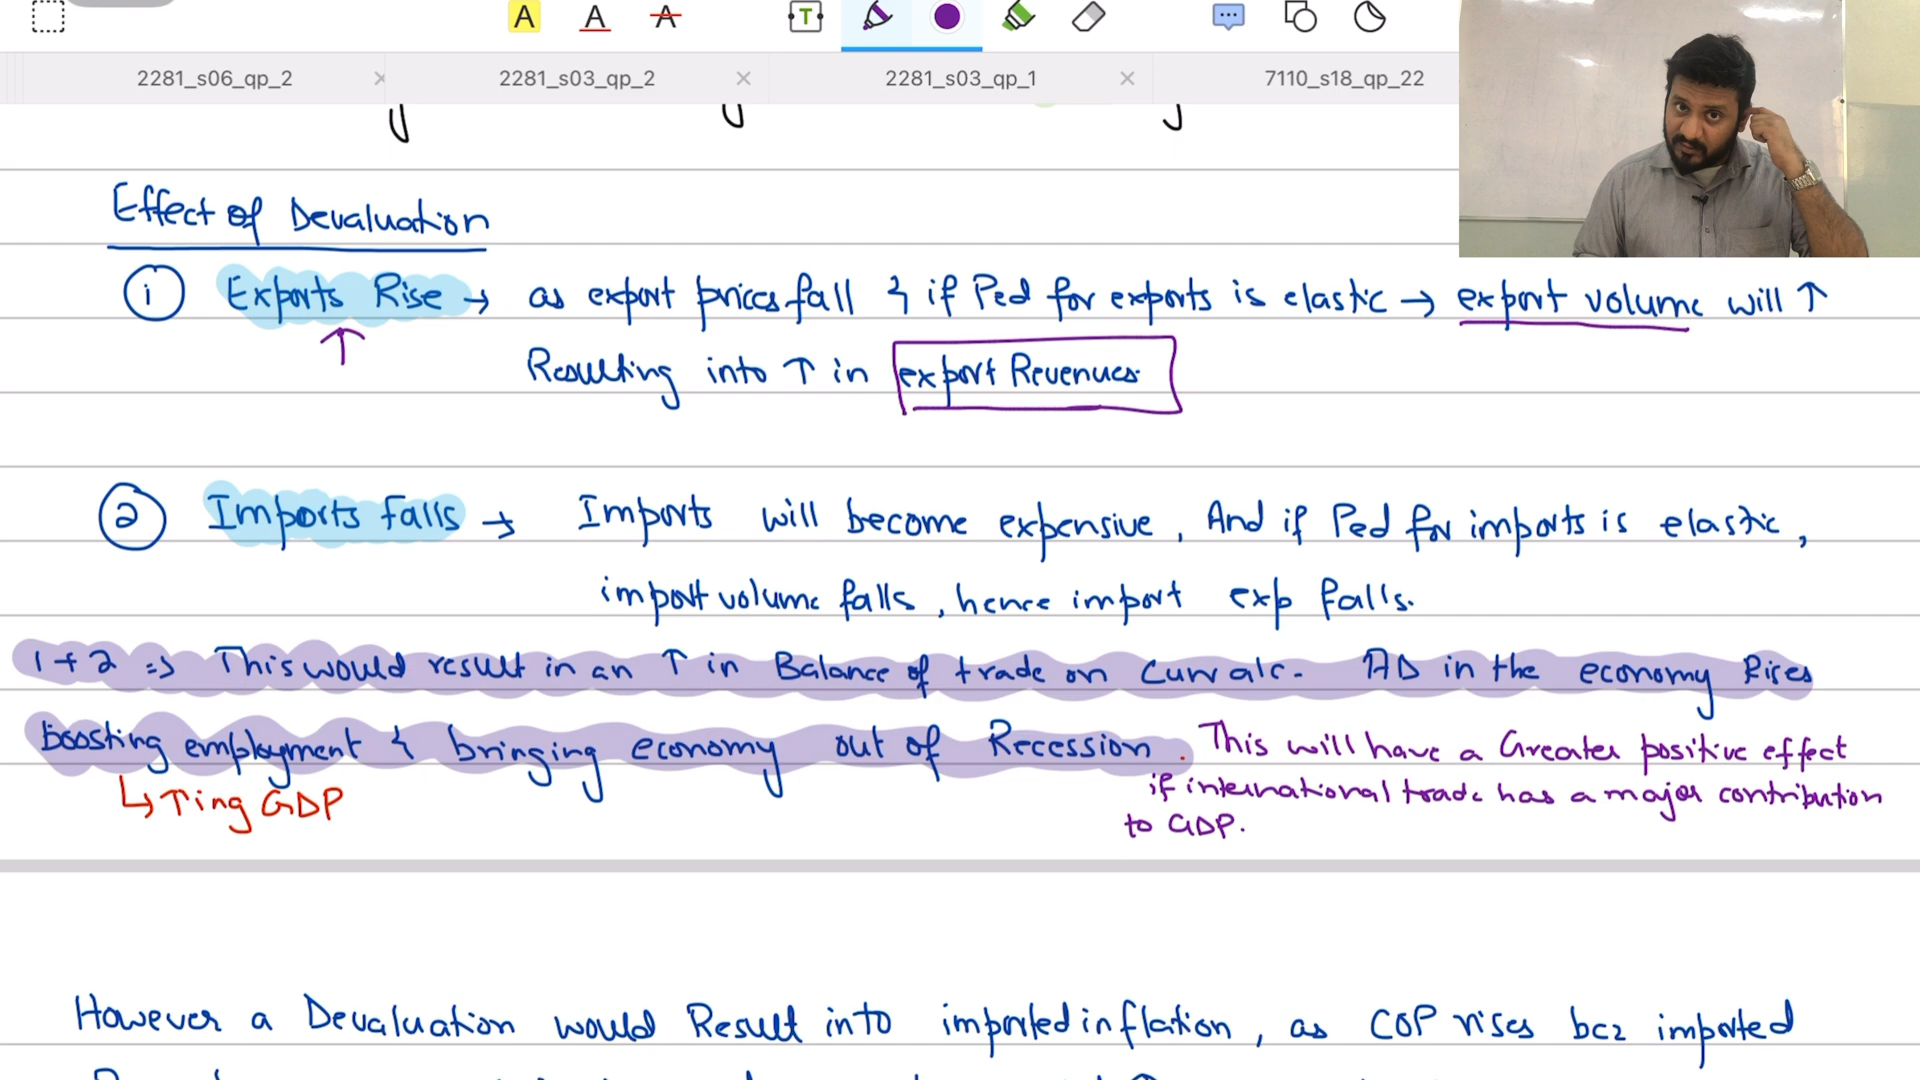 A A A T
2281_s06_qp_2 × 2281_s03_qp_2 × 2281_s03_qp_1 × 7110_s18_qp_22
Effect of Devaluation
① Exports Rise → as export prices fall & if Ped for exports is elastic → export volume will ↑
↑
Resulting into ↑ in export Revenues.
② Imports falls → Imports will become expensive, And if Ped for imports is elastic,
import volume falls, hence import exp falls.
1 + 2 => This would result in an ↑ in Balance of trade on Curr a/c. AD in the economy Rises
boosting employment & bringing economy out of Recession. This will have a Greater positive effect
↳ ↑ing GDP
if international trade has a major contribution
to GDP.
However a Devaluation would Result into imported inflation, as COP rises bcz imported